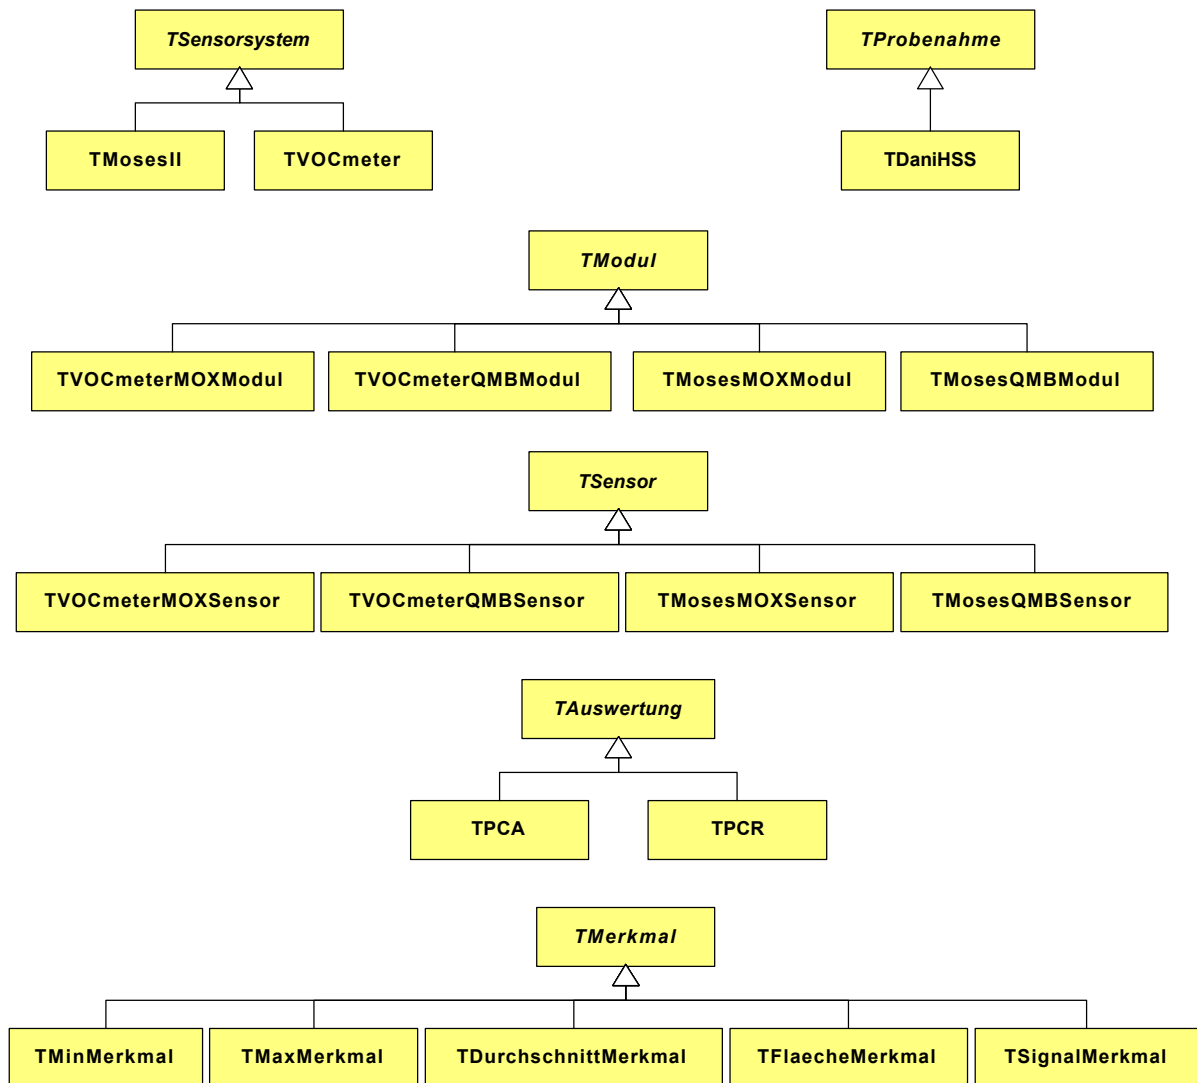 TSensorsystem
TProbenahme
TMosesII
TVOCmeter
TDaniHSS
TModul
TVOCmeterMOXModul
TVOCmeterQMBModul
TMosesMOXModul
TMosesQMBModul
TSensor
TVOCmeterMOXSensor
TVOCmeterQMBSensor
TMosesMOXSensor
TMosesQMBSensor
TAuswertung
TPCA
TPCR
TMerkmal
TMinMerkmal
TMaxMerkmal
TDurchschnittMerkmal
TFlaecheMerkmal
TSignalMerkmal